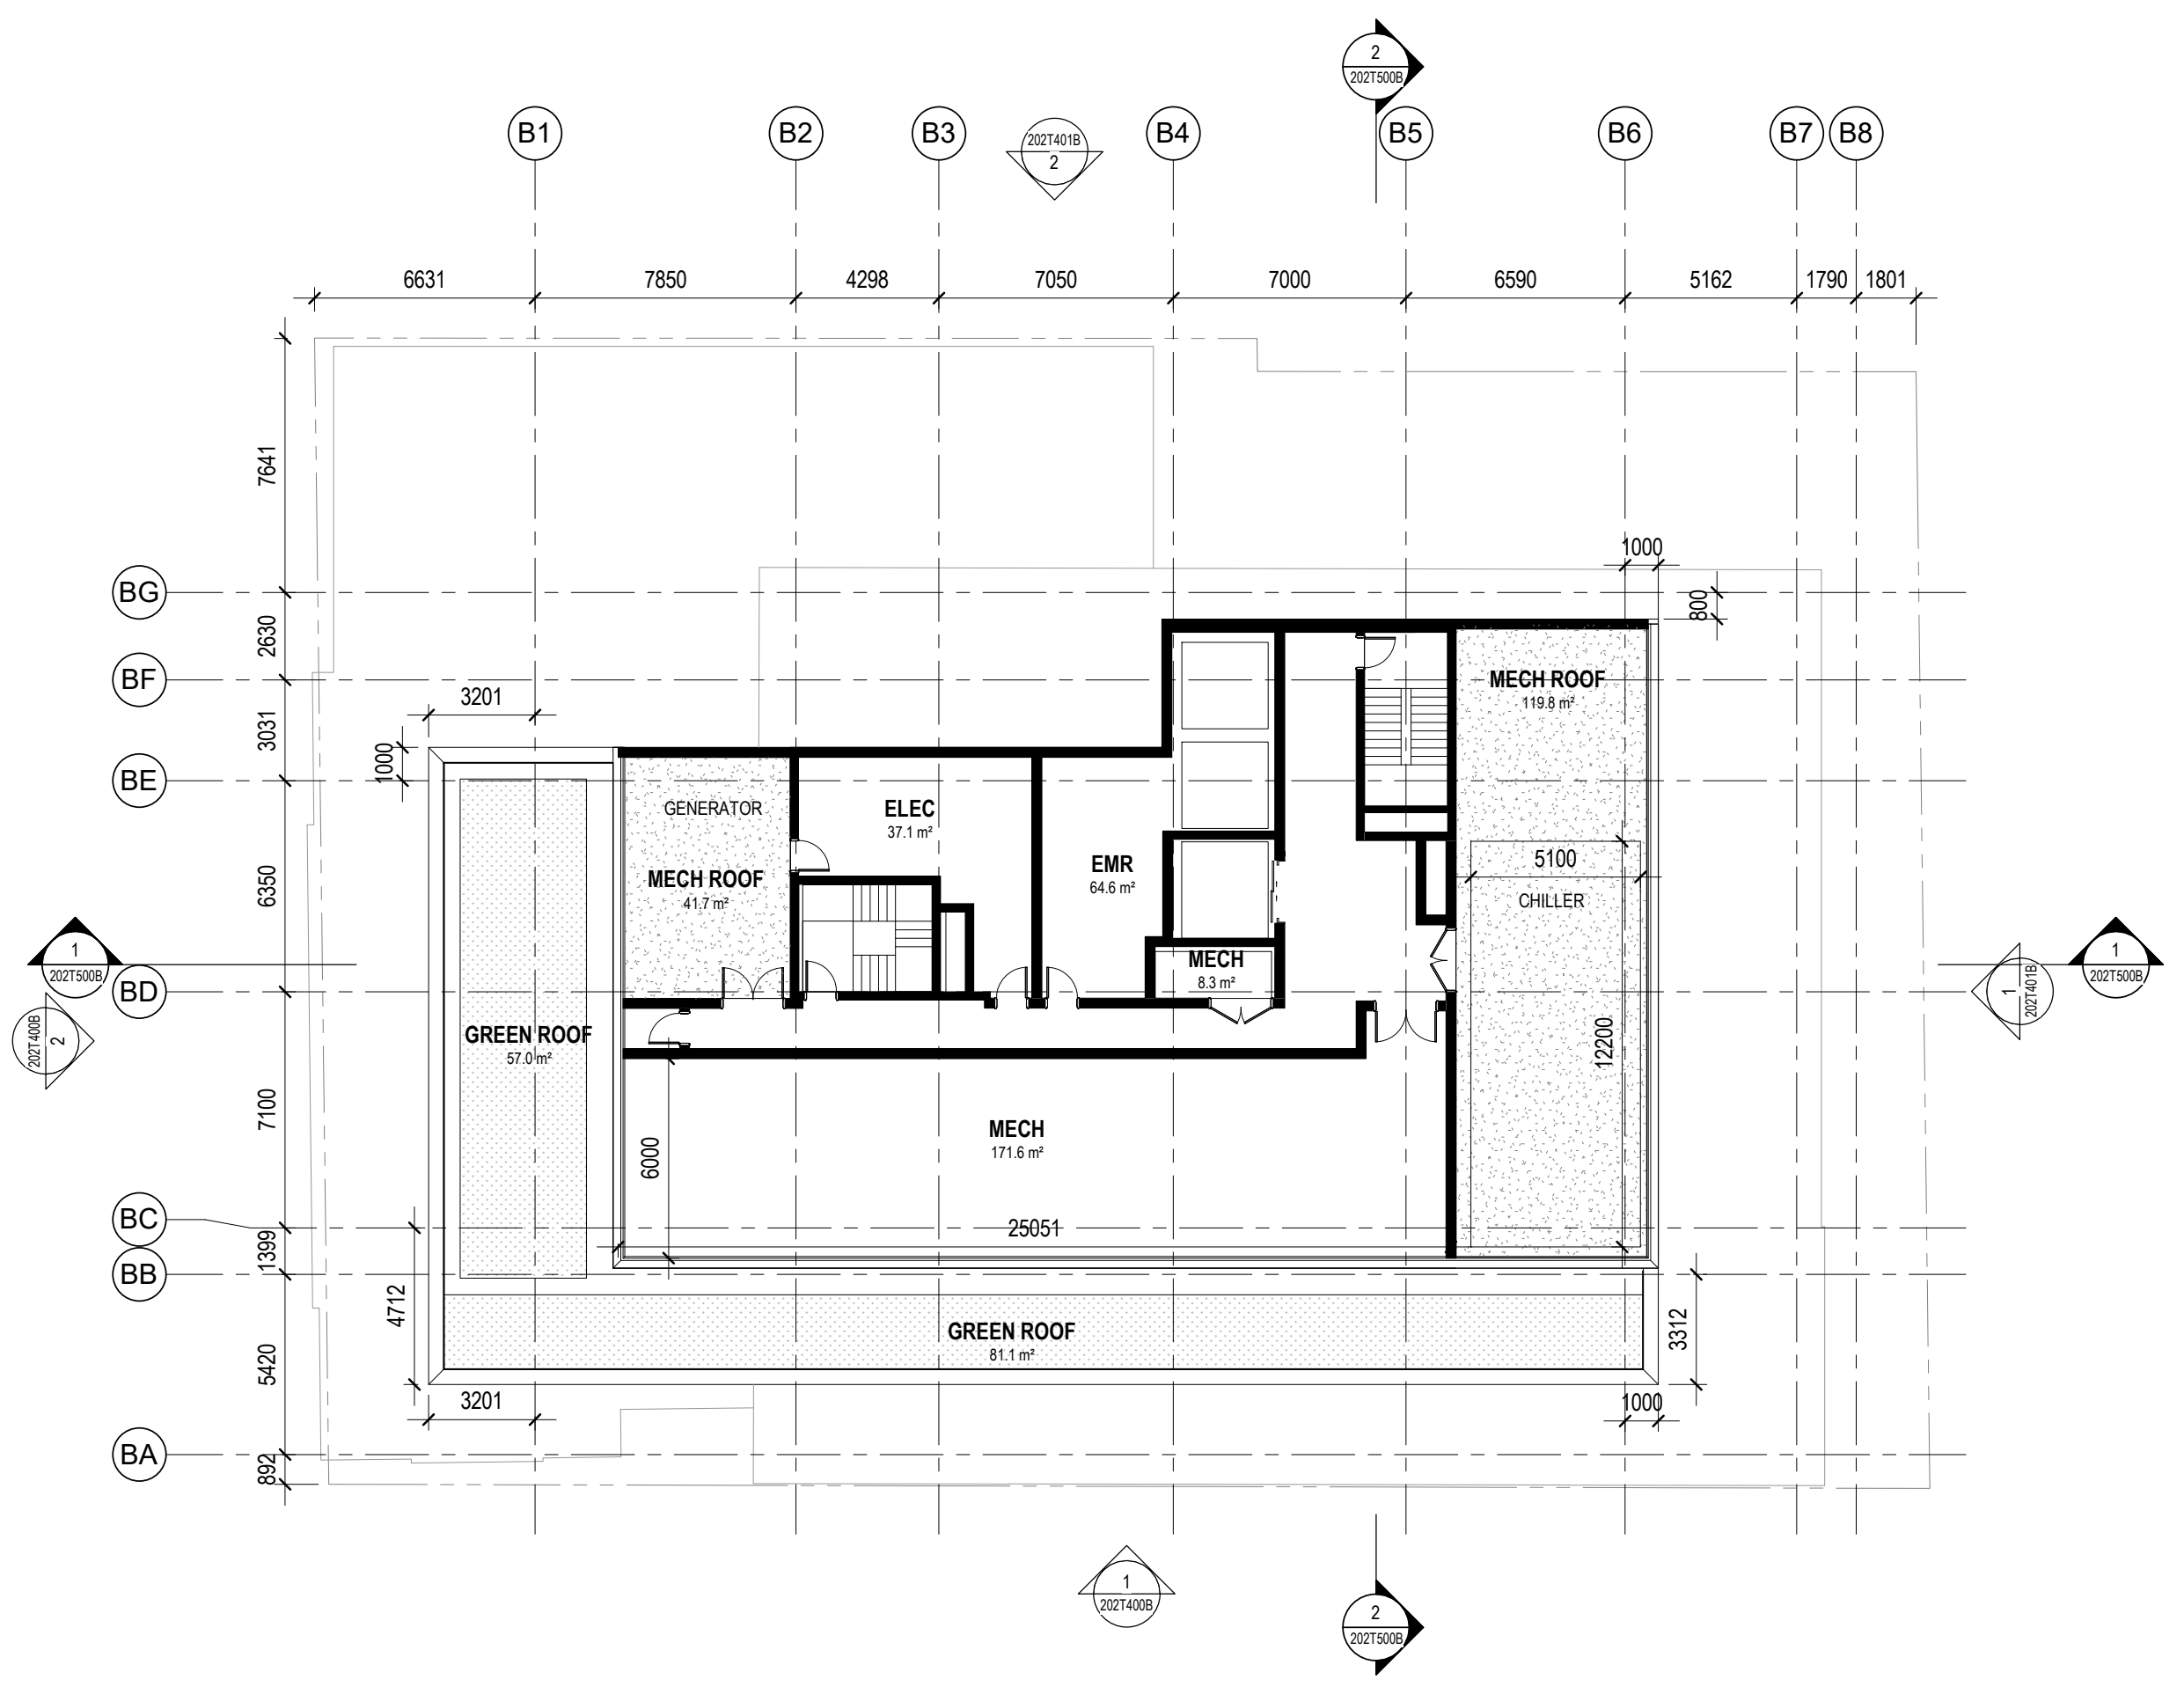 2
202T500B
B1
B2
B3
202T401B
2
B4
B5
B6
B7
B8
6631
7850
4298
7050
7000
6590
5162
1790
1801
7641
BG
2630
BF
3031
BE
6350
BD
7100
BC
1399
BB
5420
BA
892
1000
800
3201
1000
MECH ROOF
119.8 m²
GENERATOR
MECH ROOF
41.7 m²
ELEC
37.1 m²
EMR
64.6 m²
5100
CHILLER
MECH
8.3 m²
12200
1
202T500B
202T400B
2
1
202T401B
1
202T500B
GREEN ROOF
57.0 m²
6000
MECH
171.6 m²
25051
4712
GREEN ROOF
81.1 m²
3312
3201
1000
1
202T400B
2
202T500B